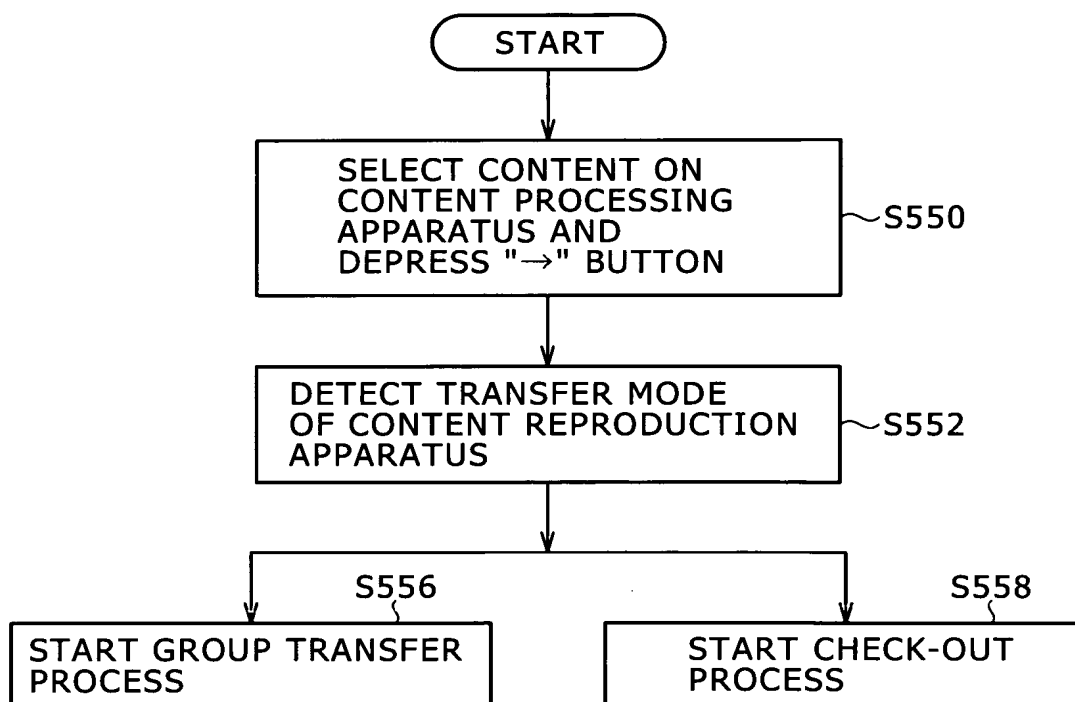 START
SELECT CONTENT ON
CONTENT PROCESSING
APPARATUS AND
DEPRESS "→" BUTTON
S550
DETECT TRANSFER MODE
OF CONTENT REPRODUCTION
APPARATUS
S552
S556
START GROUP TRANSFER
PROCESS
S558
START CHECK-OUT
PROCESS